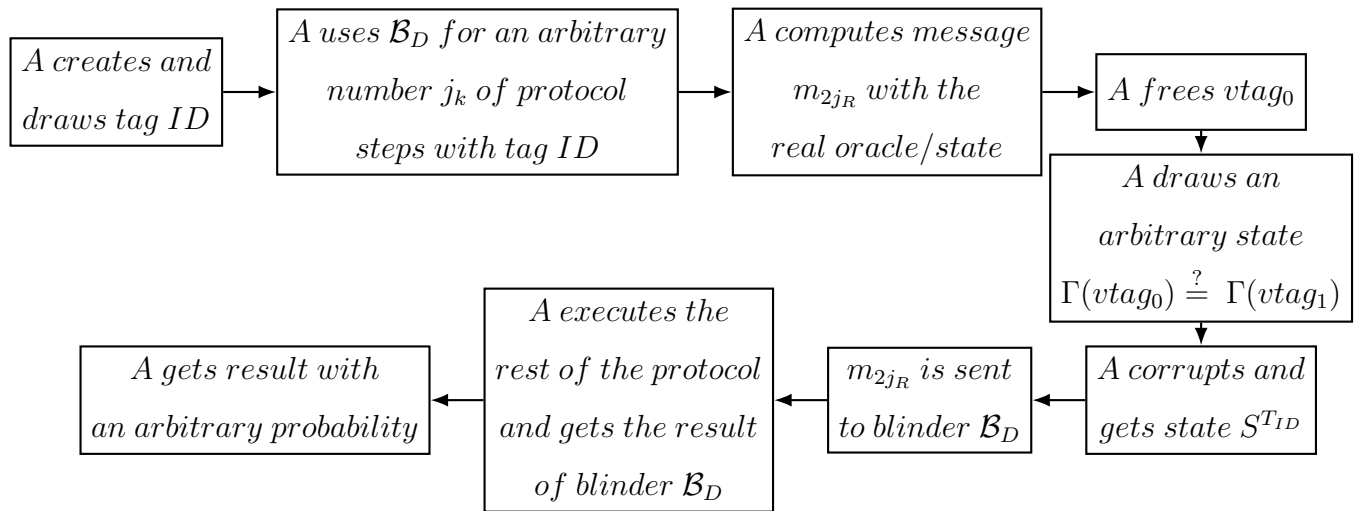 A creates and
draws tag ID
A uses 𝓑_D for an arbitrary
number j_k of protocol
steps with tag ID
A computes message
m_{2j_R} with the
real oracle/state
A frees vtag_0
A draws an
arbitrary state
Γ(vtag_0) ≟ Γ(vtag_1)
A corrupts and
gets state S^{T_{ID}}
m_{2j_R} is sent
to blinder 𝓑_D
A executes the
rest of the protocol
and gets the result
of blinder 𝓑_D
A gets result with
an arbitrary probability